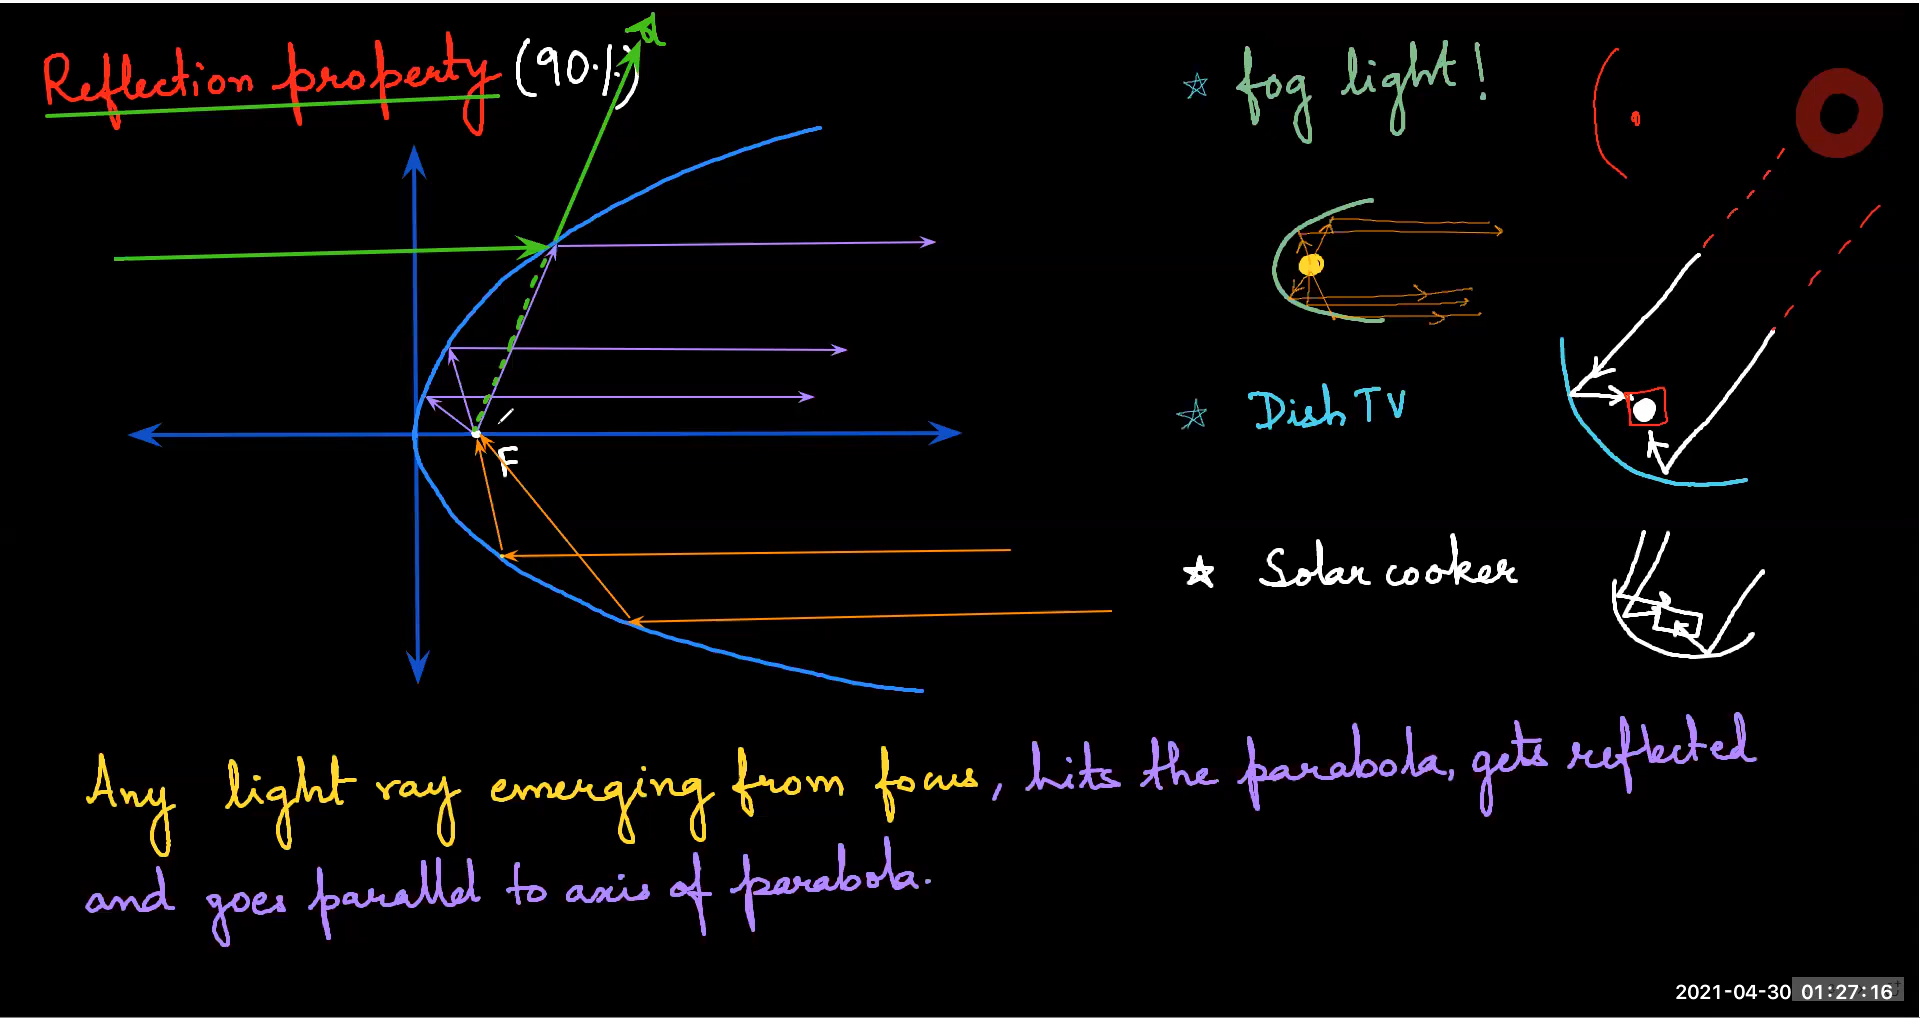 Reflection property (90%)
☆ fog light!
F
☆ Dish TV
☆ Solar cooker
Any light ray emerging from focus, hits the parabola, gets reflected
and goes parallel to axis of parabola.
2021-04-30 01:27:16